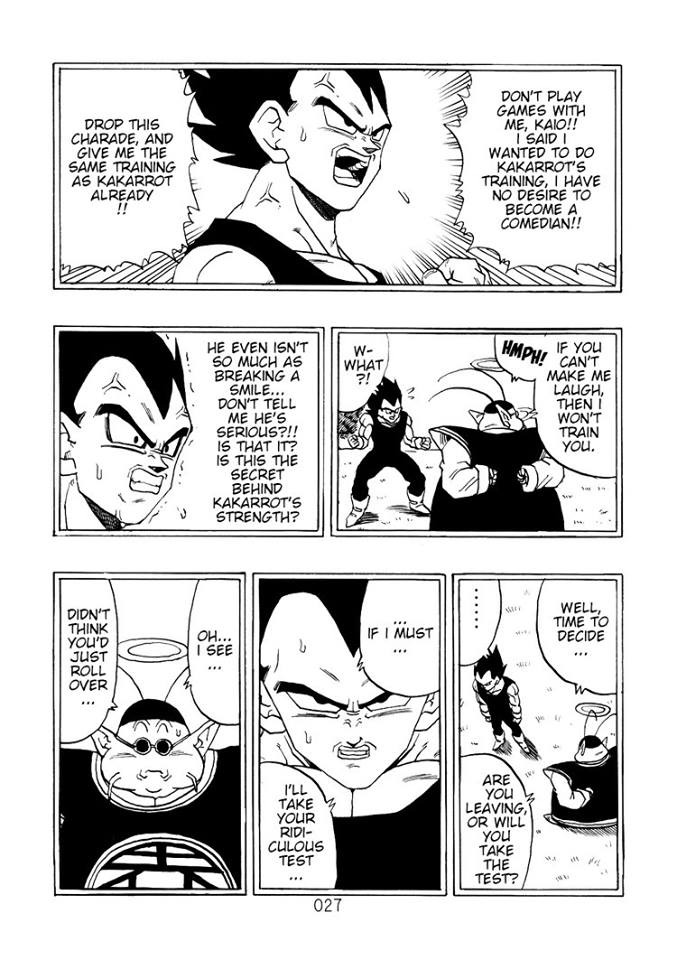 DON'T PLAY
GAMES WITH
ME, KAIO!!
I SAID I
WANTED TO DO
KAKARROT'S
TRAINING, I HAVE
NO DESIRE TO
BECOME A
COMEDIAN!!
DROP THIS
CHARADE, AND
GIVE ME THE
SAME TRAINING
AS KAKARROT
ALREADY
!!
IF YOU
CAN'T
MAKE ME
LAUGH,
THEN I
WON'T
TRAIN
YOU.
HMPH!
W-
WHAT
?!
HE EVEN ISN'T
SO MUCH AS
BREAKING A
SMILE...
DON'T TELL
ME HE'S
SERIOUS?!!
IS THAT IT?
IS THIS THE
SECRET
BEHIND
KAKARROT'S
STRENGTH?
WELL,
TIME TO
DECIDE
...
......
ARE
YOU
LEAVING,
OR WILL
YOU
TAKE
THE
TEST?
...
IF I MUST
...
I'LL
TAKE
YOUR
RIDI-
CULOUS
TEST
...
OH...
I SEE
...
DIDN'T
THINK
YOU'D
JUST
ROLL
OVER
...
027